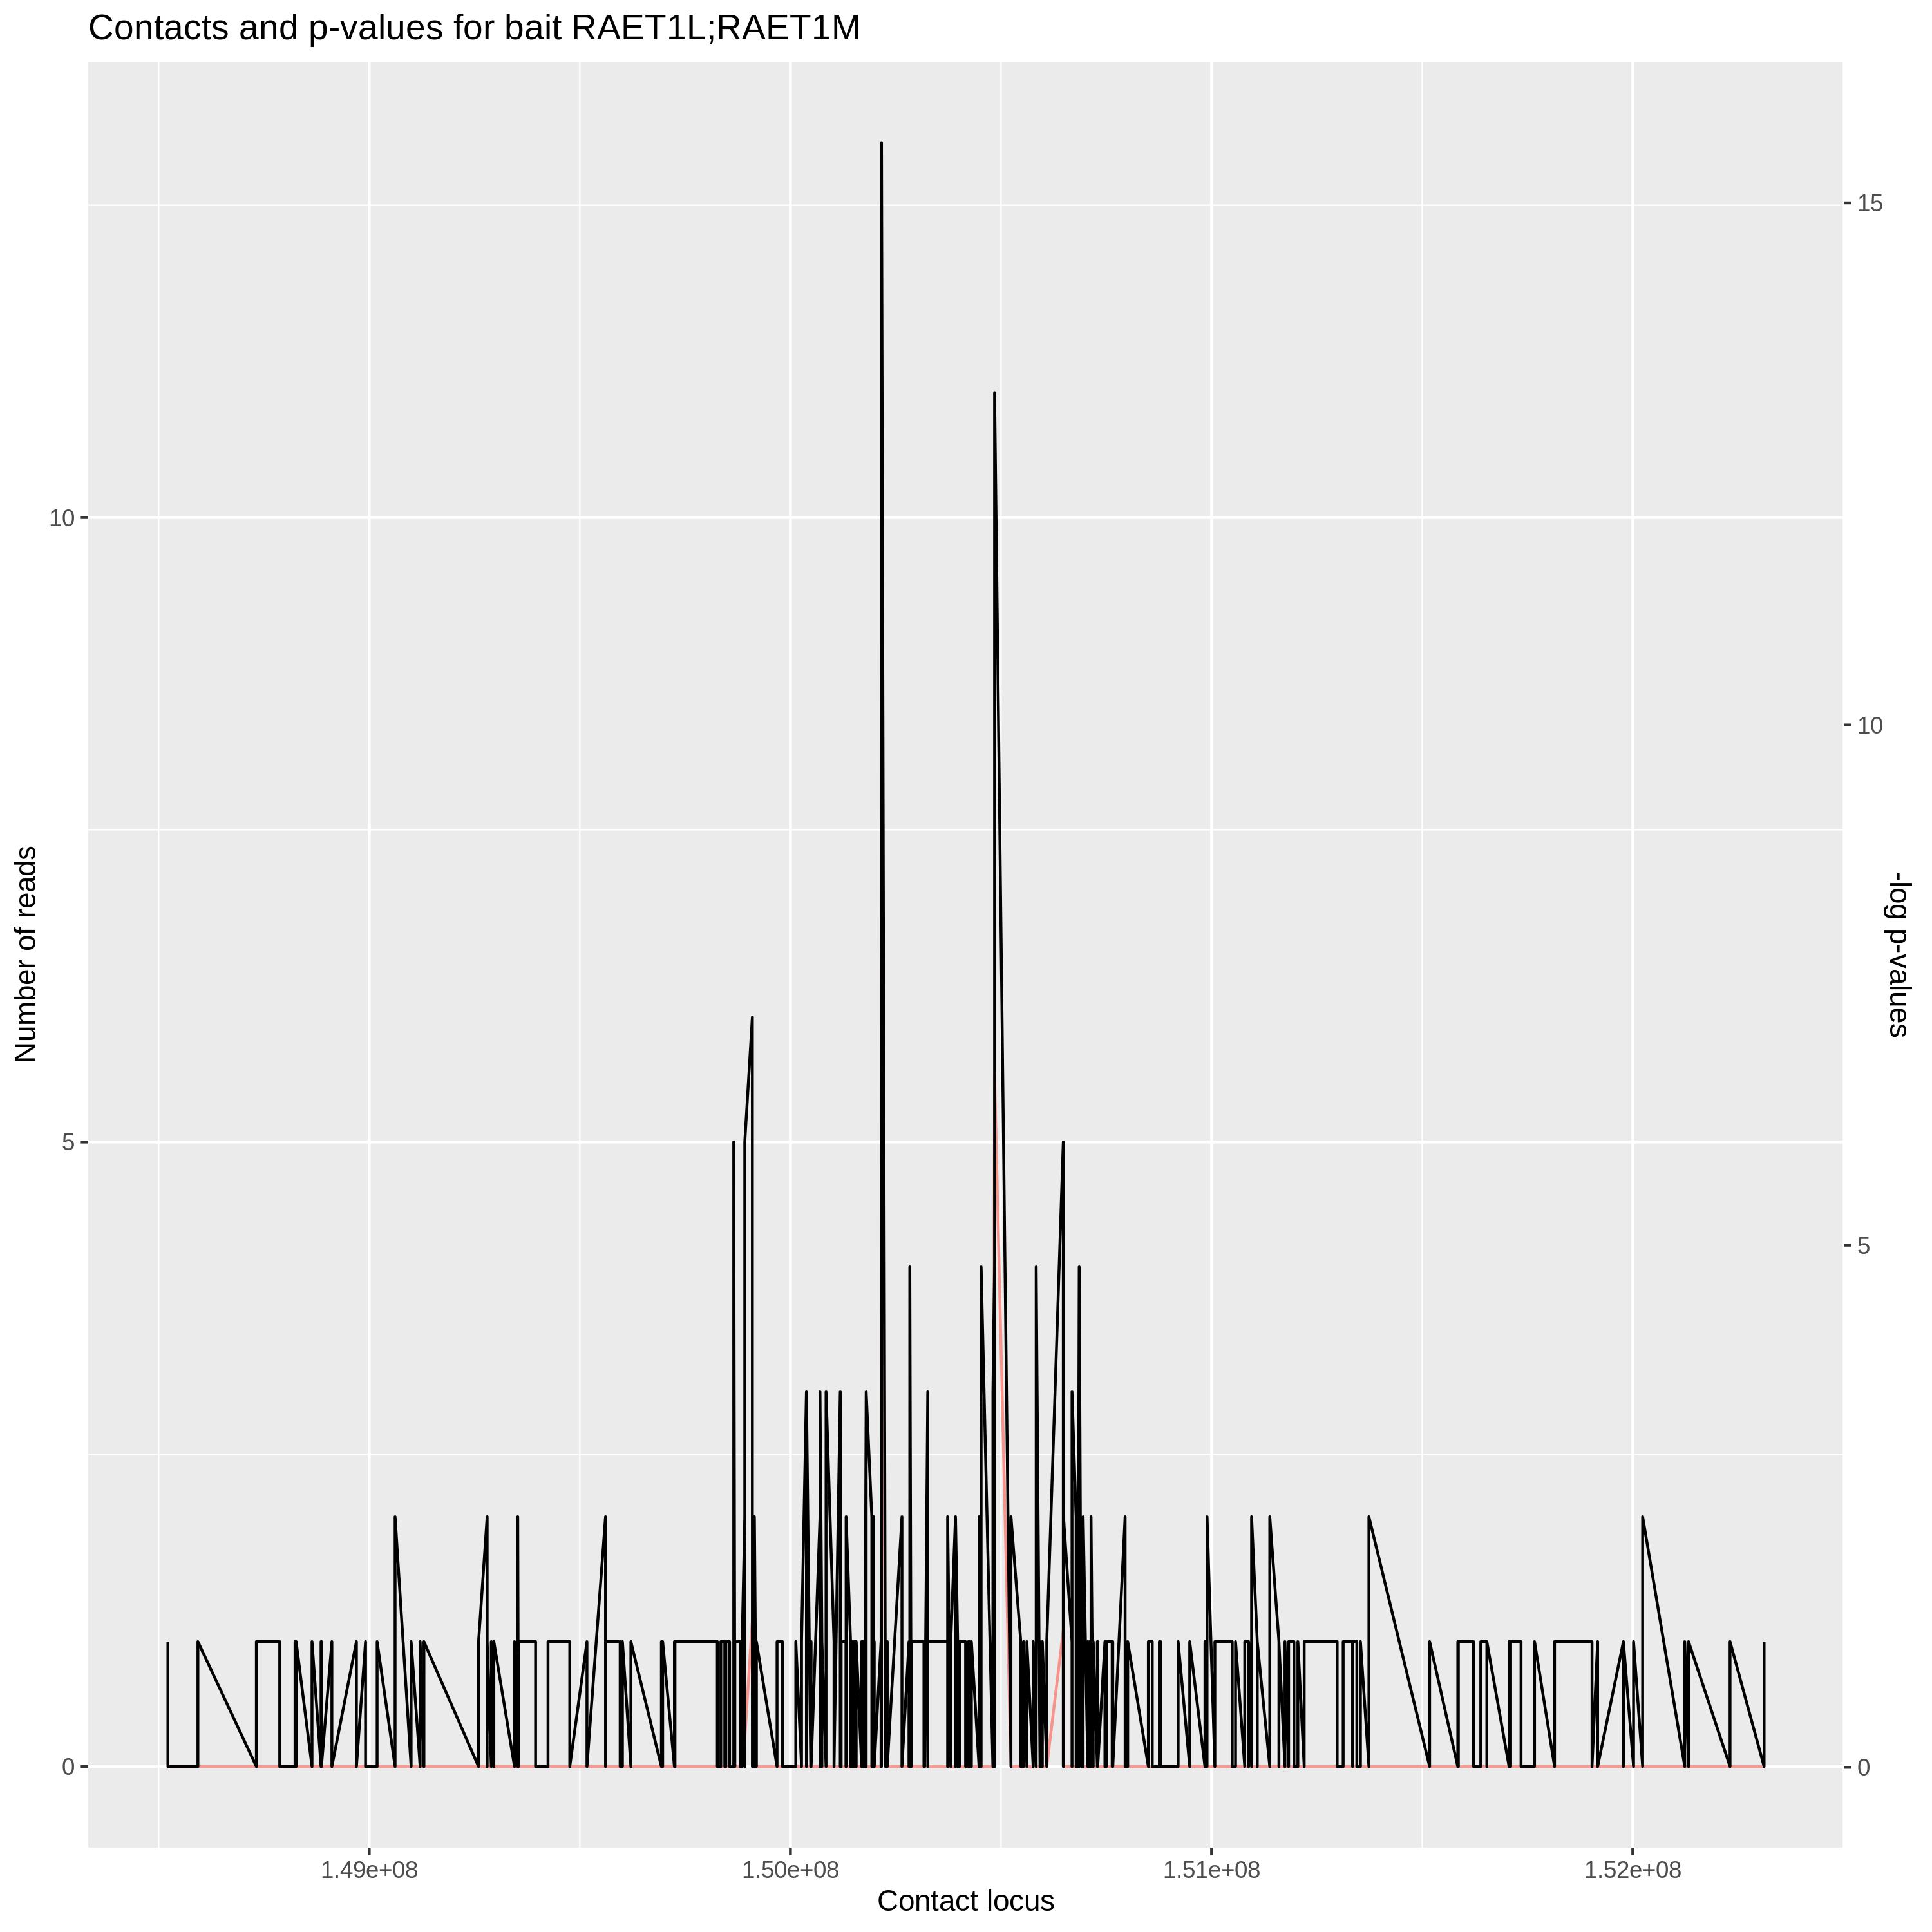 Contacts and p-values for bait RAET1L;RAET1M
Number of reads
10
5
0
15
10
5
0
-log p-values
1.49e+08 1.50e+08 1.51e+08 1.52e+08
Contact locus